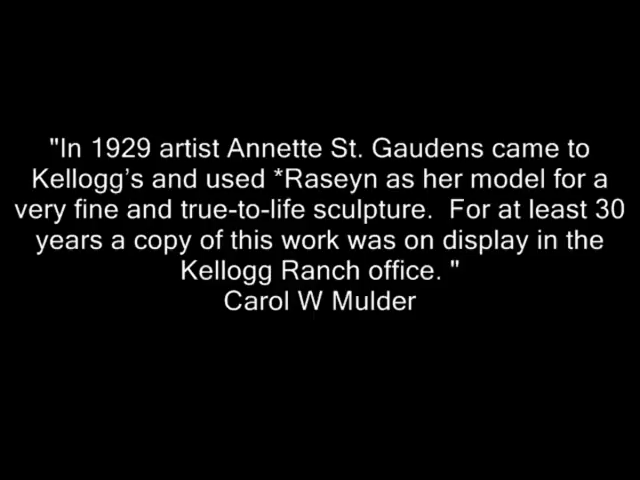 "In 1929 artist Annette St. Gaudens came to
Kellogg’s and used *Raseyn as her model for a
very fine and true-to-life sculpture.  For at least 30
years a copy of this work was on display in the
Kellogg Ranch office. "
Carol W Mulder